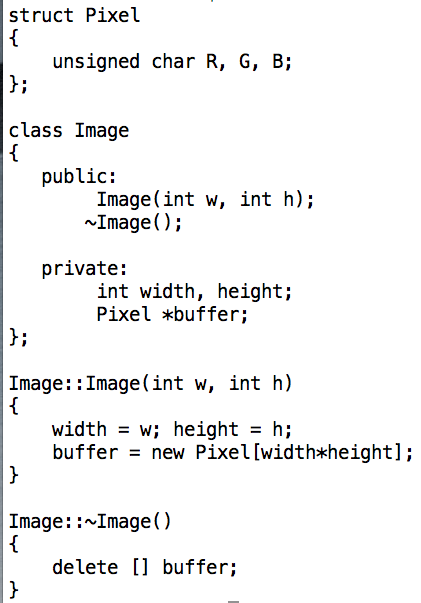 struct Pixel
{
    unsigned char R, G, B;
};

class Image
{
   public:
        Image(int w, int h);
       ~Image();

   private:
        int width, height;
        Pixel *buffer;
};

Image::Image(int w, int h)
{
    width = w; height = h;
    buffer = new Pixel[width*height];
}

Image::~Image()
{
    delete [] buffer;
}